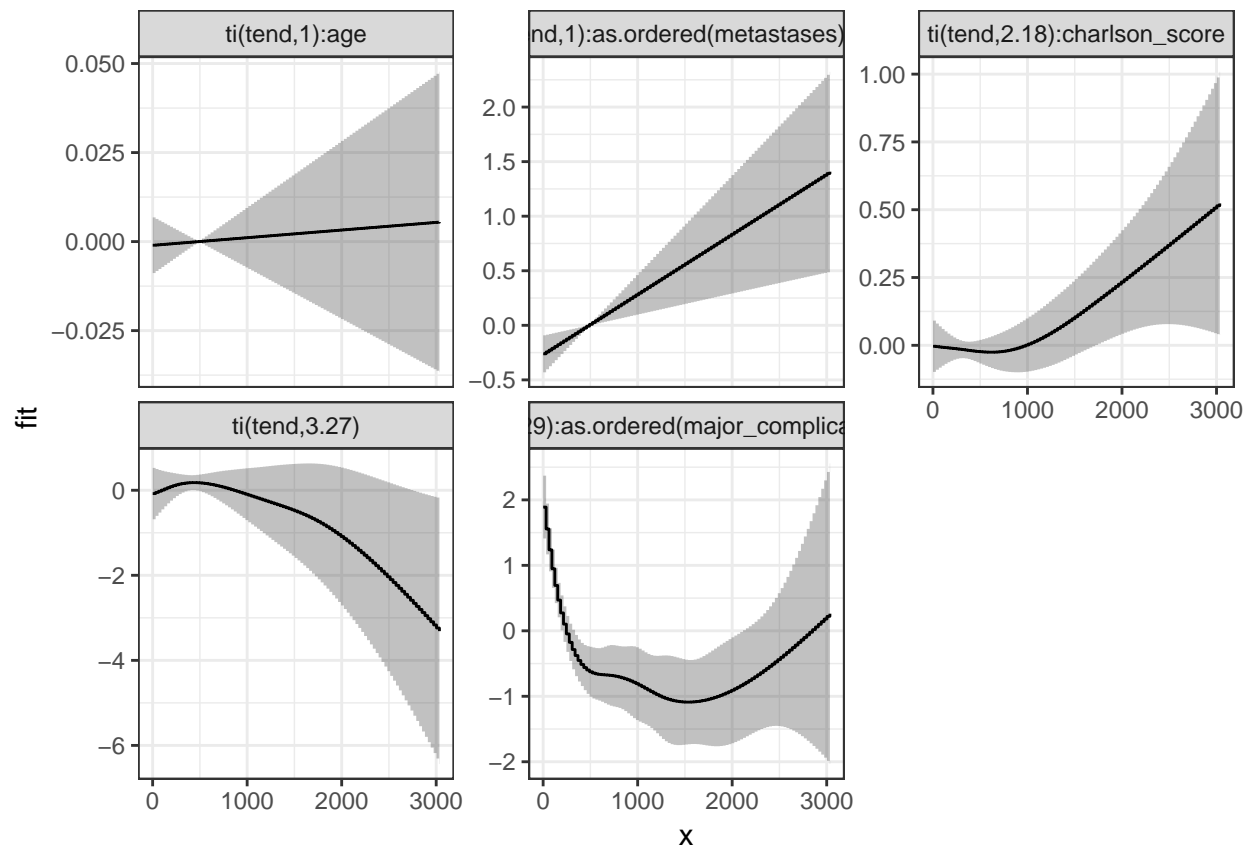 ti(tend,1):age
nd,1):as.ordered(metastases)
ti(tend,2.18):charlson_score
0.050
0.025
0.000
−0.025
2.0
1.5
1.0
0.5
0.0
−0.5
1.00
0.75
0.50
0.25
0.00
0 1000 2000 3000
ti(tend,3.27)
29):as.ordered(major_complica
0
−2
−4
−6
2
1
0
−1
−2
0 1000 2000 3000
0 1000 2000 3000
fit
x